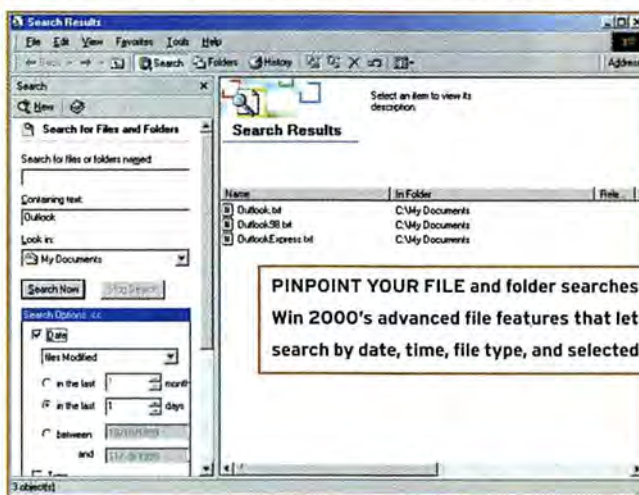 Search Results
File Edit View Favorites Tools Help
Back Search Folders History Address
Search
New
Search for Files and Folders
Search for files or folders named:
Containing text:
Outlook
Look in:
My Documents
Search Now Stop Search
Search Options <<
Date
files Modified
in the last 1 month
in the last 1 days
between
and
Select an item to view its
description.
Search Results
Name In Folder Rele...
Outlook.txt C:\My Documents
Outlook98.txt C:\My Documents
OutlookExpress.txt C:\My Documents
PINPOINT YOUR FILE and folder searches
Win 2000's advanced file features that let
search by date, time, file type, and selected
3 object(s)